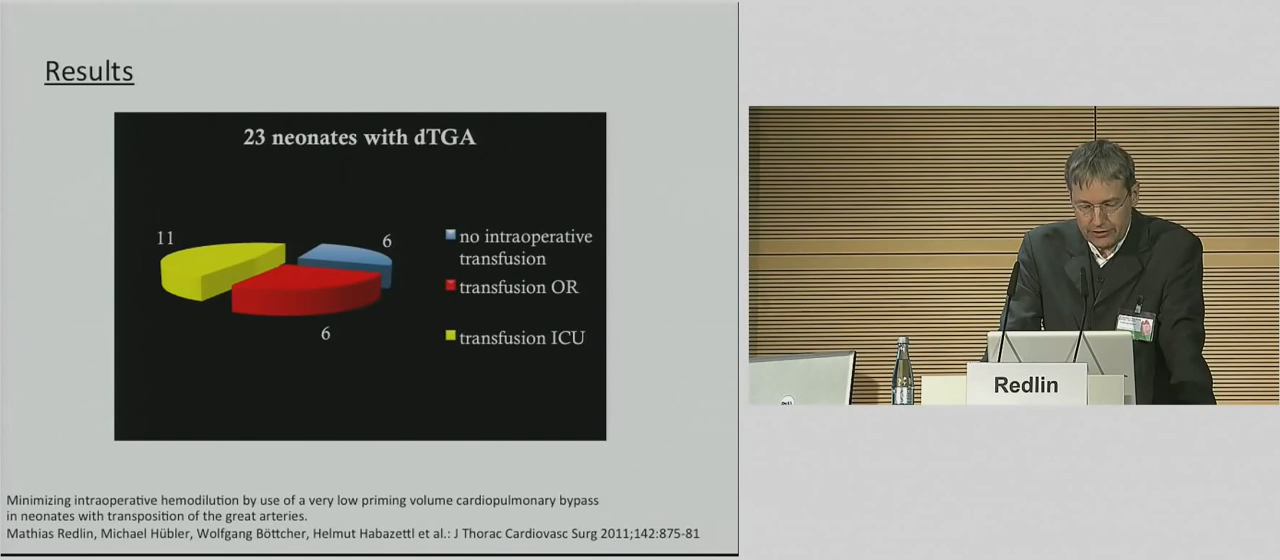 Results
23 neonates with dTGA
11
6
6
no intraoperative
transfusion
transfusion OR
transfusion ICU
Minimizing intraoperative hemodilution by use of a very low priming volume cardiopulmonary bypass
in neonates with transposition of the great arteries.
Mathias Redlin, Michael Hübler, Wolfgang Böttcher, Helmut Habazettl et al.: J Thorac Cardiovasc Surg 2011;142:875-81
Redlin